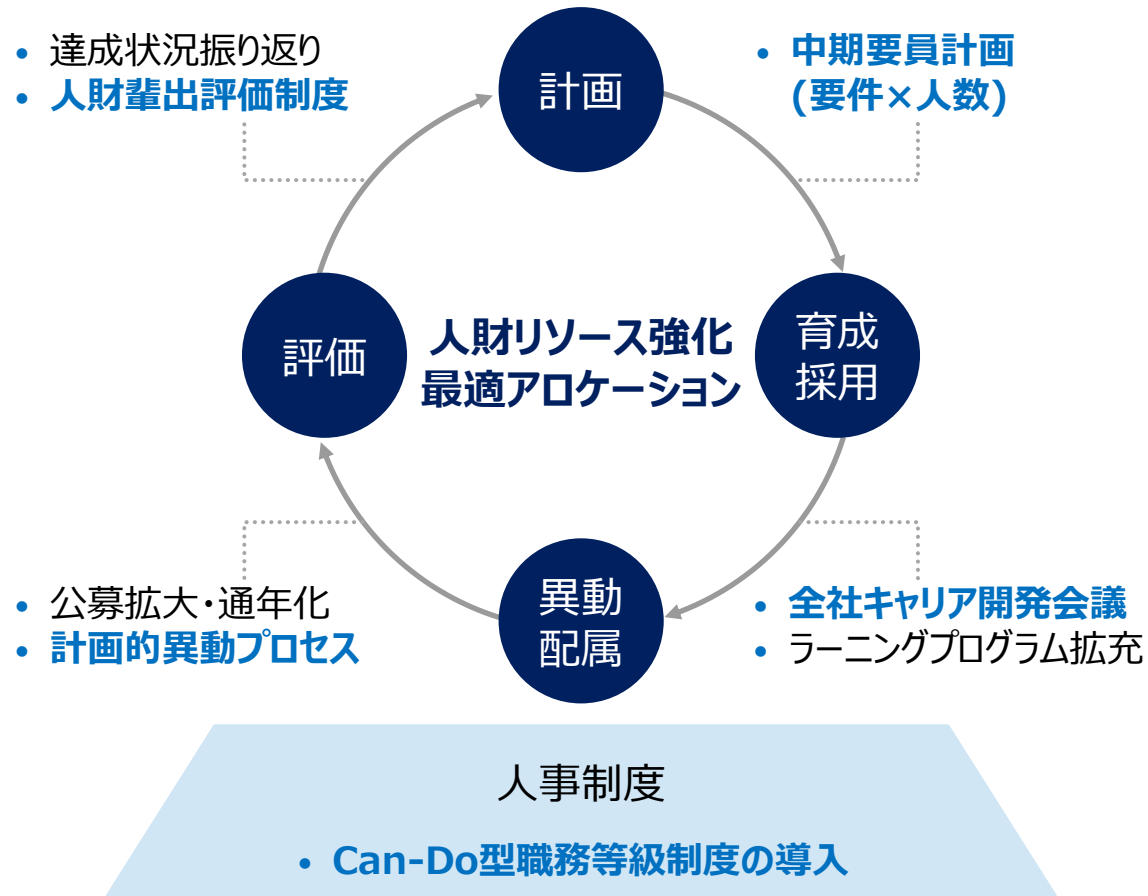 • 達成状況振り返り
• 人財輩出評価制度
計画
• 中期要員計画
(要件×人数)
評価
人財リソース強化
最適アロケーション
育成
採用
• 公募拡大・通年化
• 計画的異動プロセス
異動
配属
• 全社キャリア開発会議
• ラーニングプログラム拡充
人事制度
• Can-Do型職務等級制度の導入